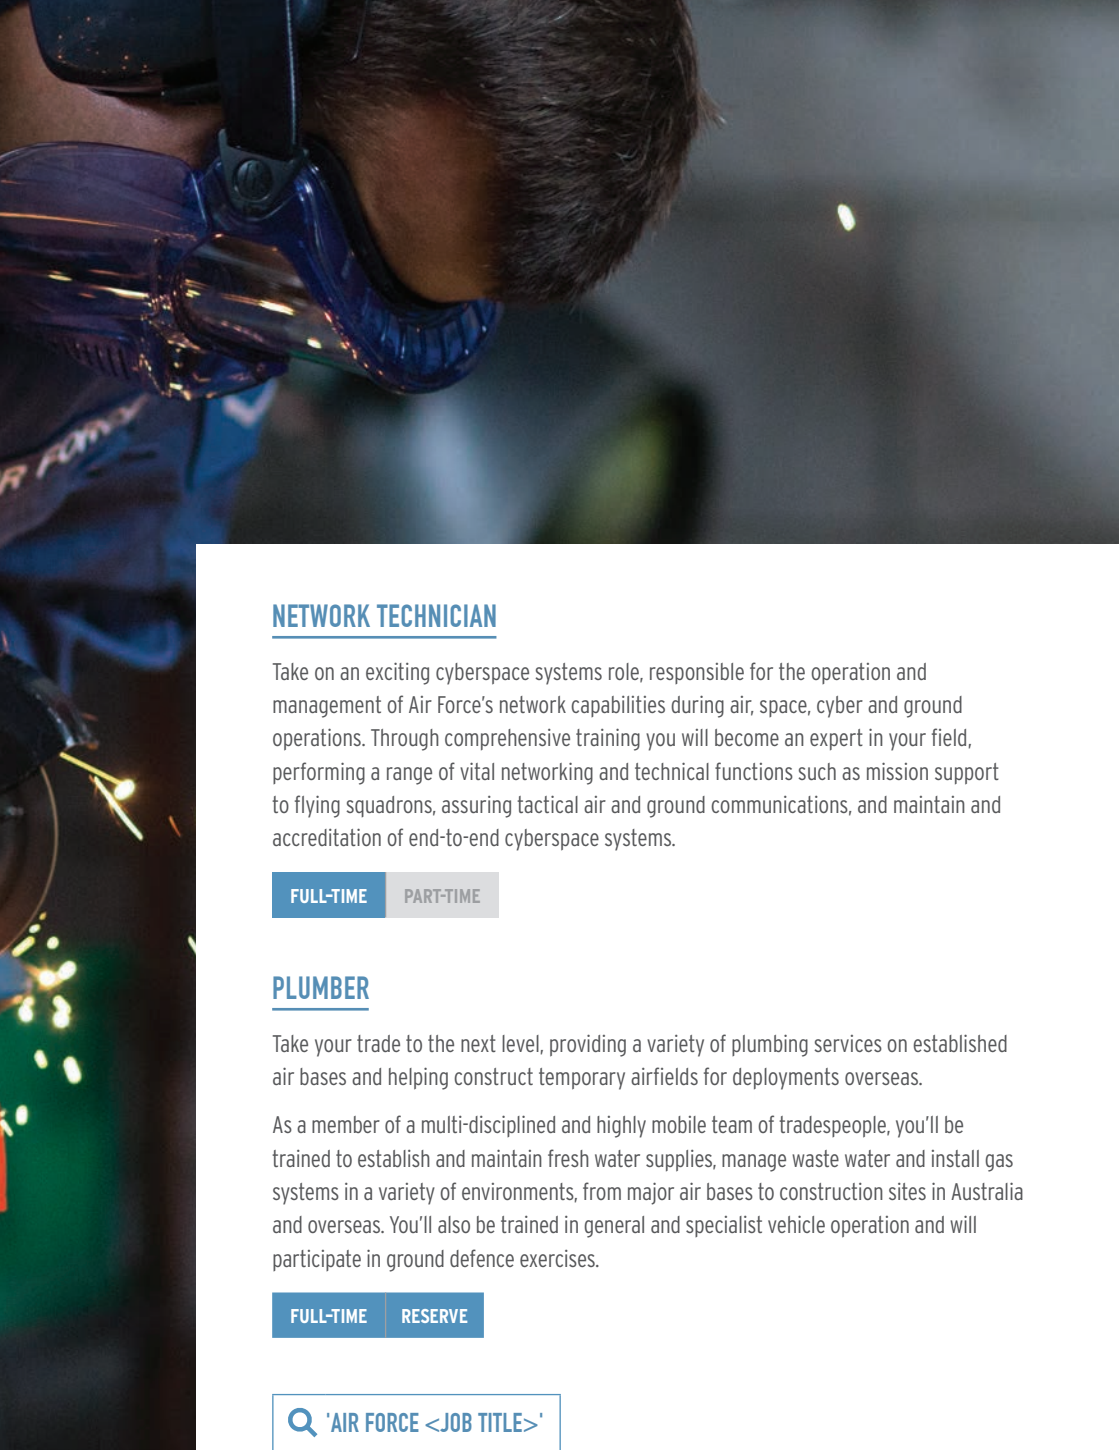 R FORCE
NETWORK TECHNICIAN
Take on an exciting cyberspace systems role, responsible for the operation and
management of Air Force’s network capabilities during air, space, cyber and ground
operations. Through comprehensive training you will become an expert in your field,
performing a range of vital networking and technical functions such as mission support
to flying squadrons, assuring tactical air and ground communications, and maintain and
accreditation of end-to-end cyberspace systems.
FULL-TIME PART-TIME
PLUMBER
Take your trade to the next level, providing a variety of plumbing services on established
air bases and helping construct temporary airfields for deployments overseas.
As a member of a multi-disciplined and highly mobile team of tradespeople, you’ll be
trained to establish and maintain fresh water supplies, manage waste water and install gas
systems in a variety of environments, from major air bases to construction sites in Australia
and overseas. You’ll also be trained in general and specialist vehicle operation and will
participate in ground defence exercises.
FULL-TIME RESERVE
'AIR FORCE <JOB TITLE>'